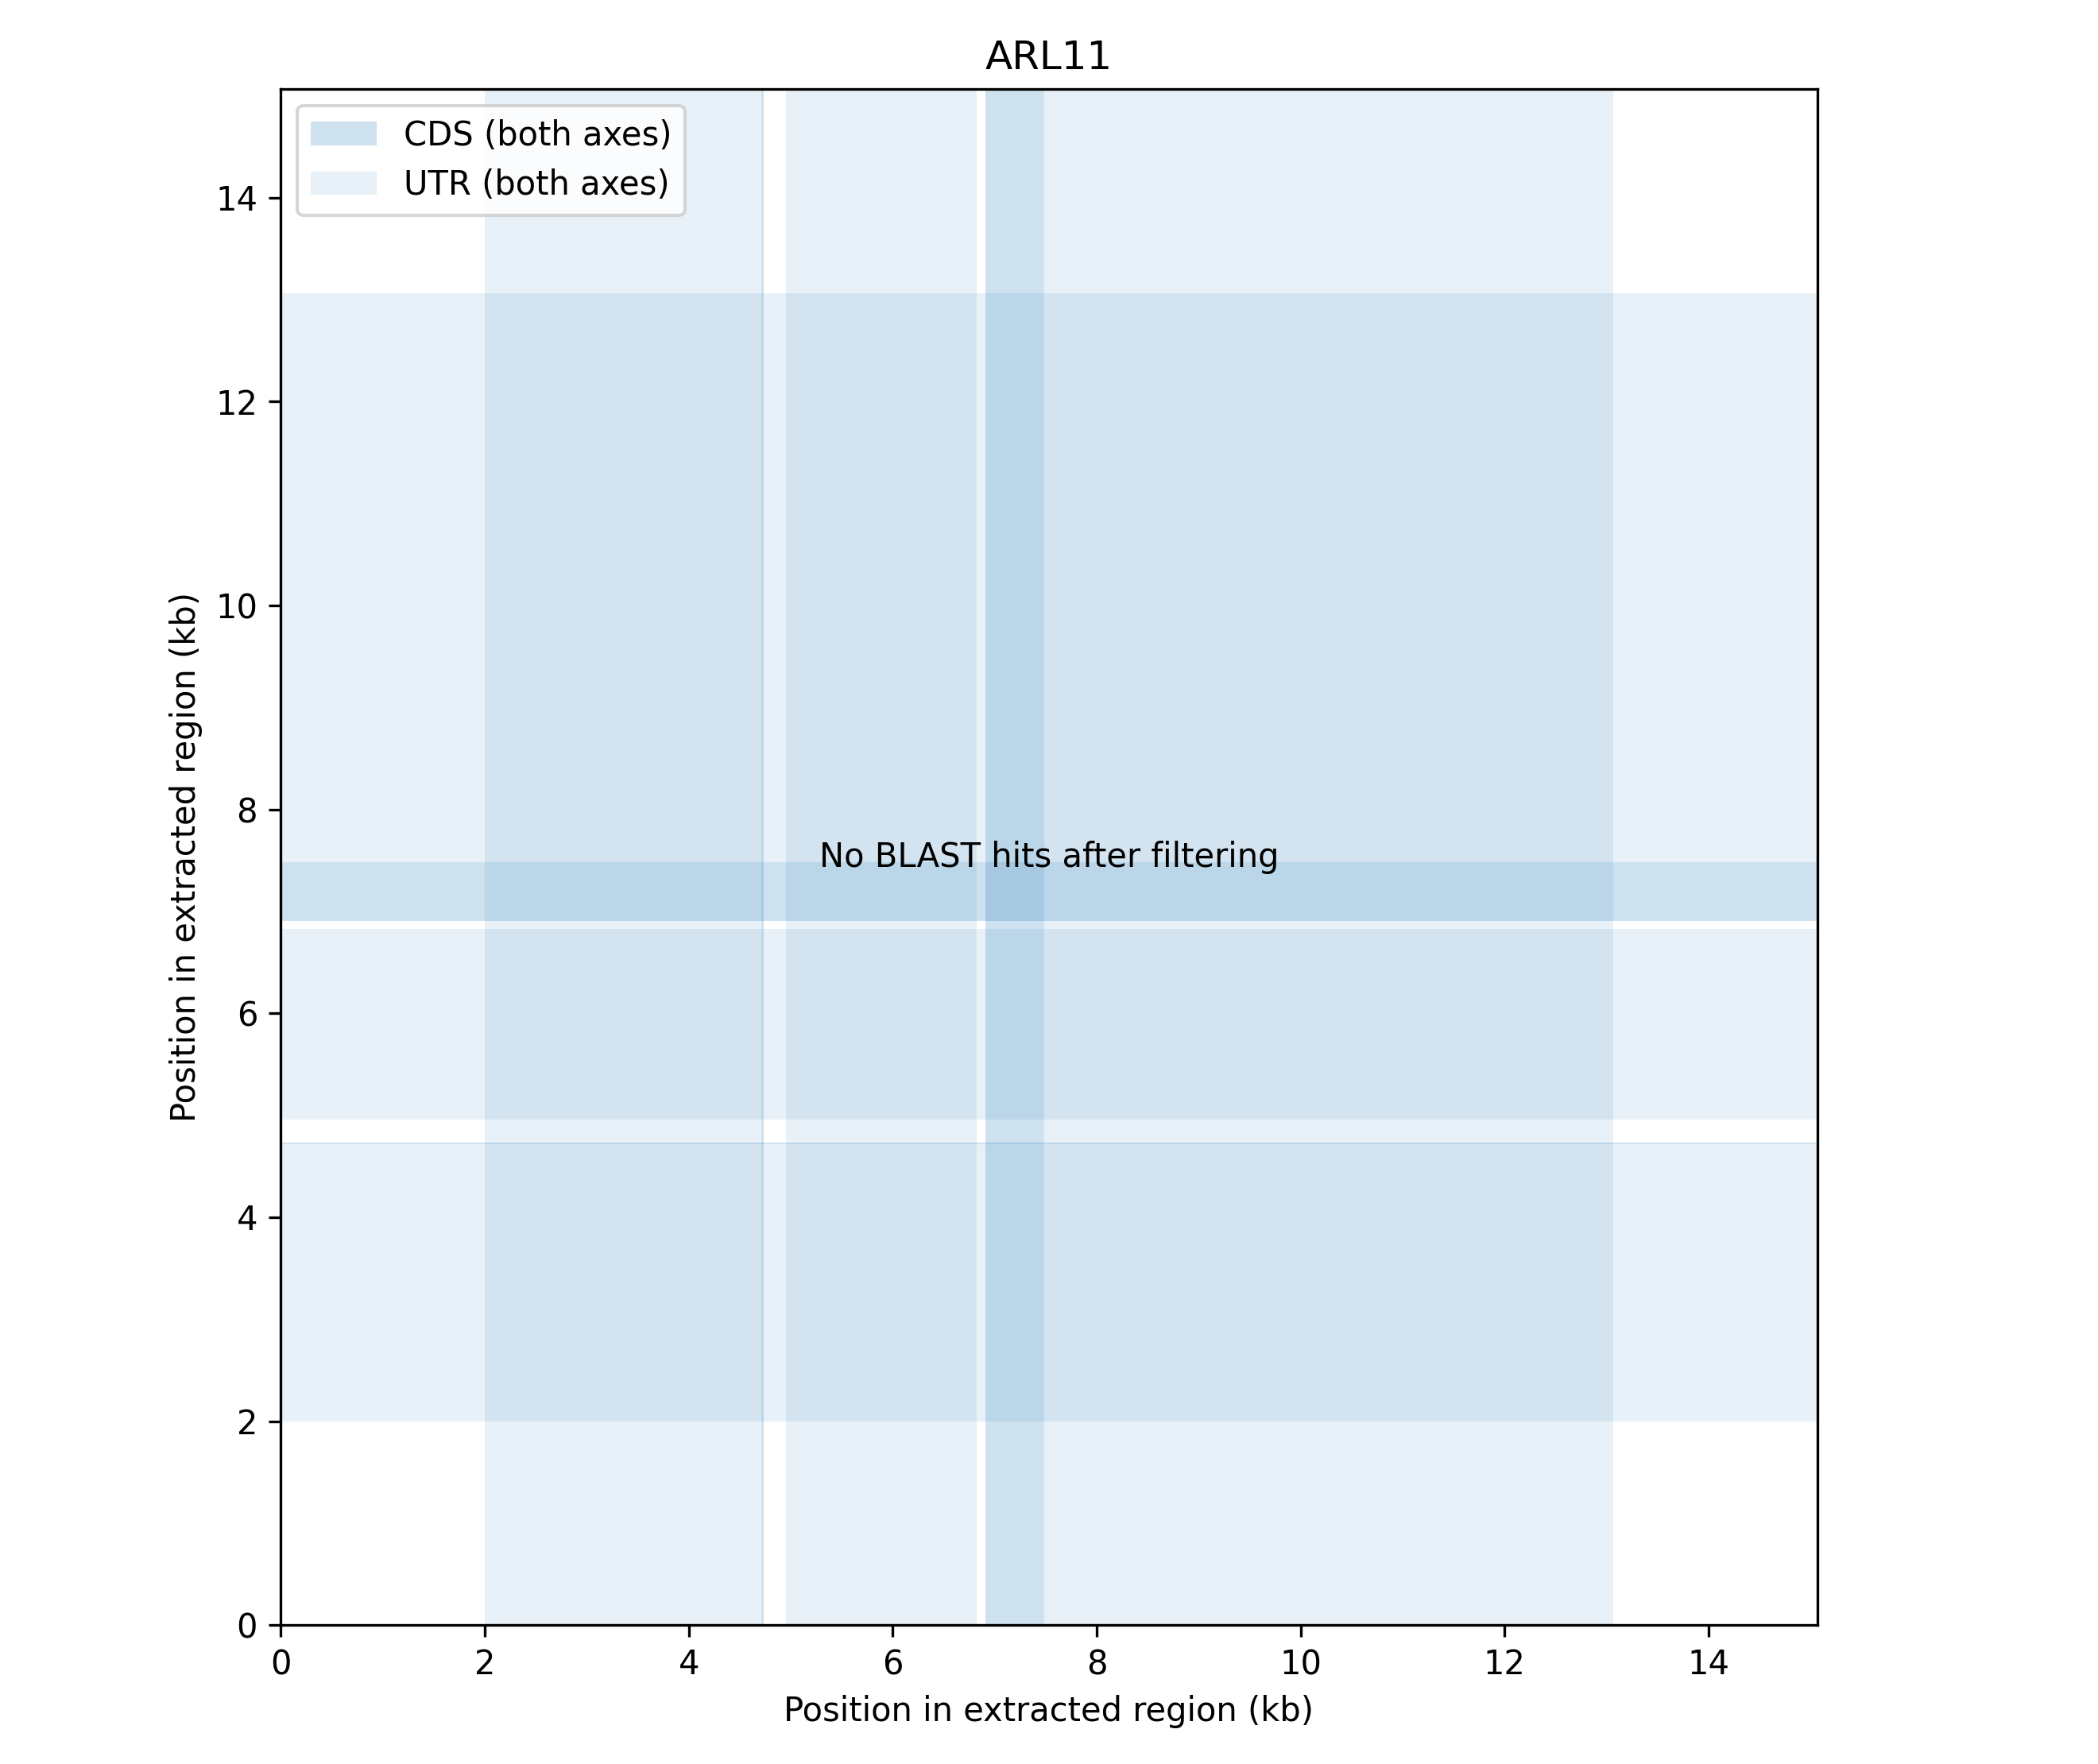 ARL11
CDS (both axes)
UTR (both axes)
14
12
10
8
6
4
2
0
Position in extracted region (kb)
No BLAST hits after filtering
0 2 4 6 8 10 12 14
Position in extracted region (kb)